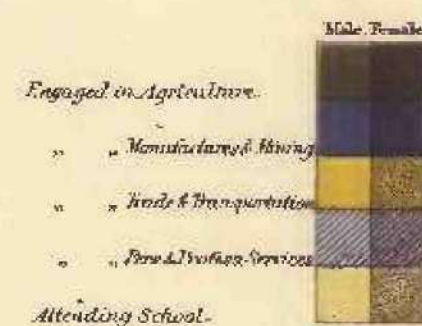 Male Female
Engaged in Agriculture
„ „ Manufactures & Mining
„ „ Trade & Transportation
„ „ Pers & Profess. Services
Attending School